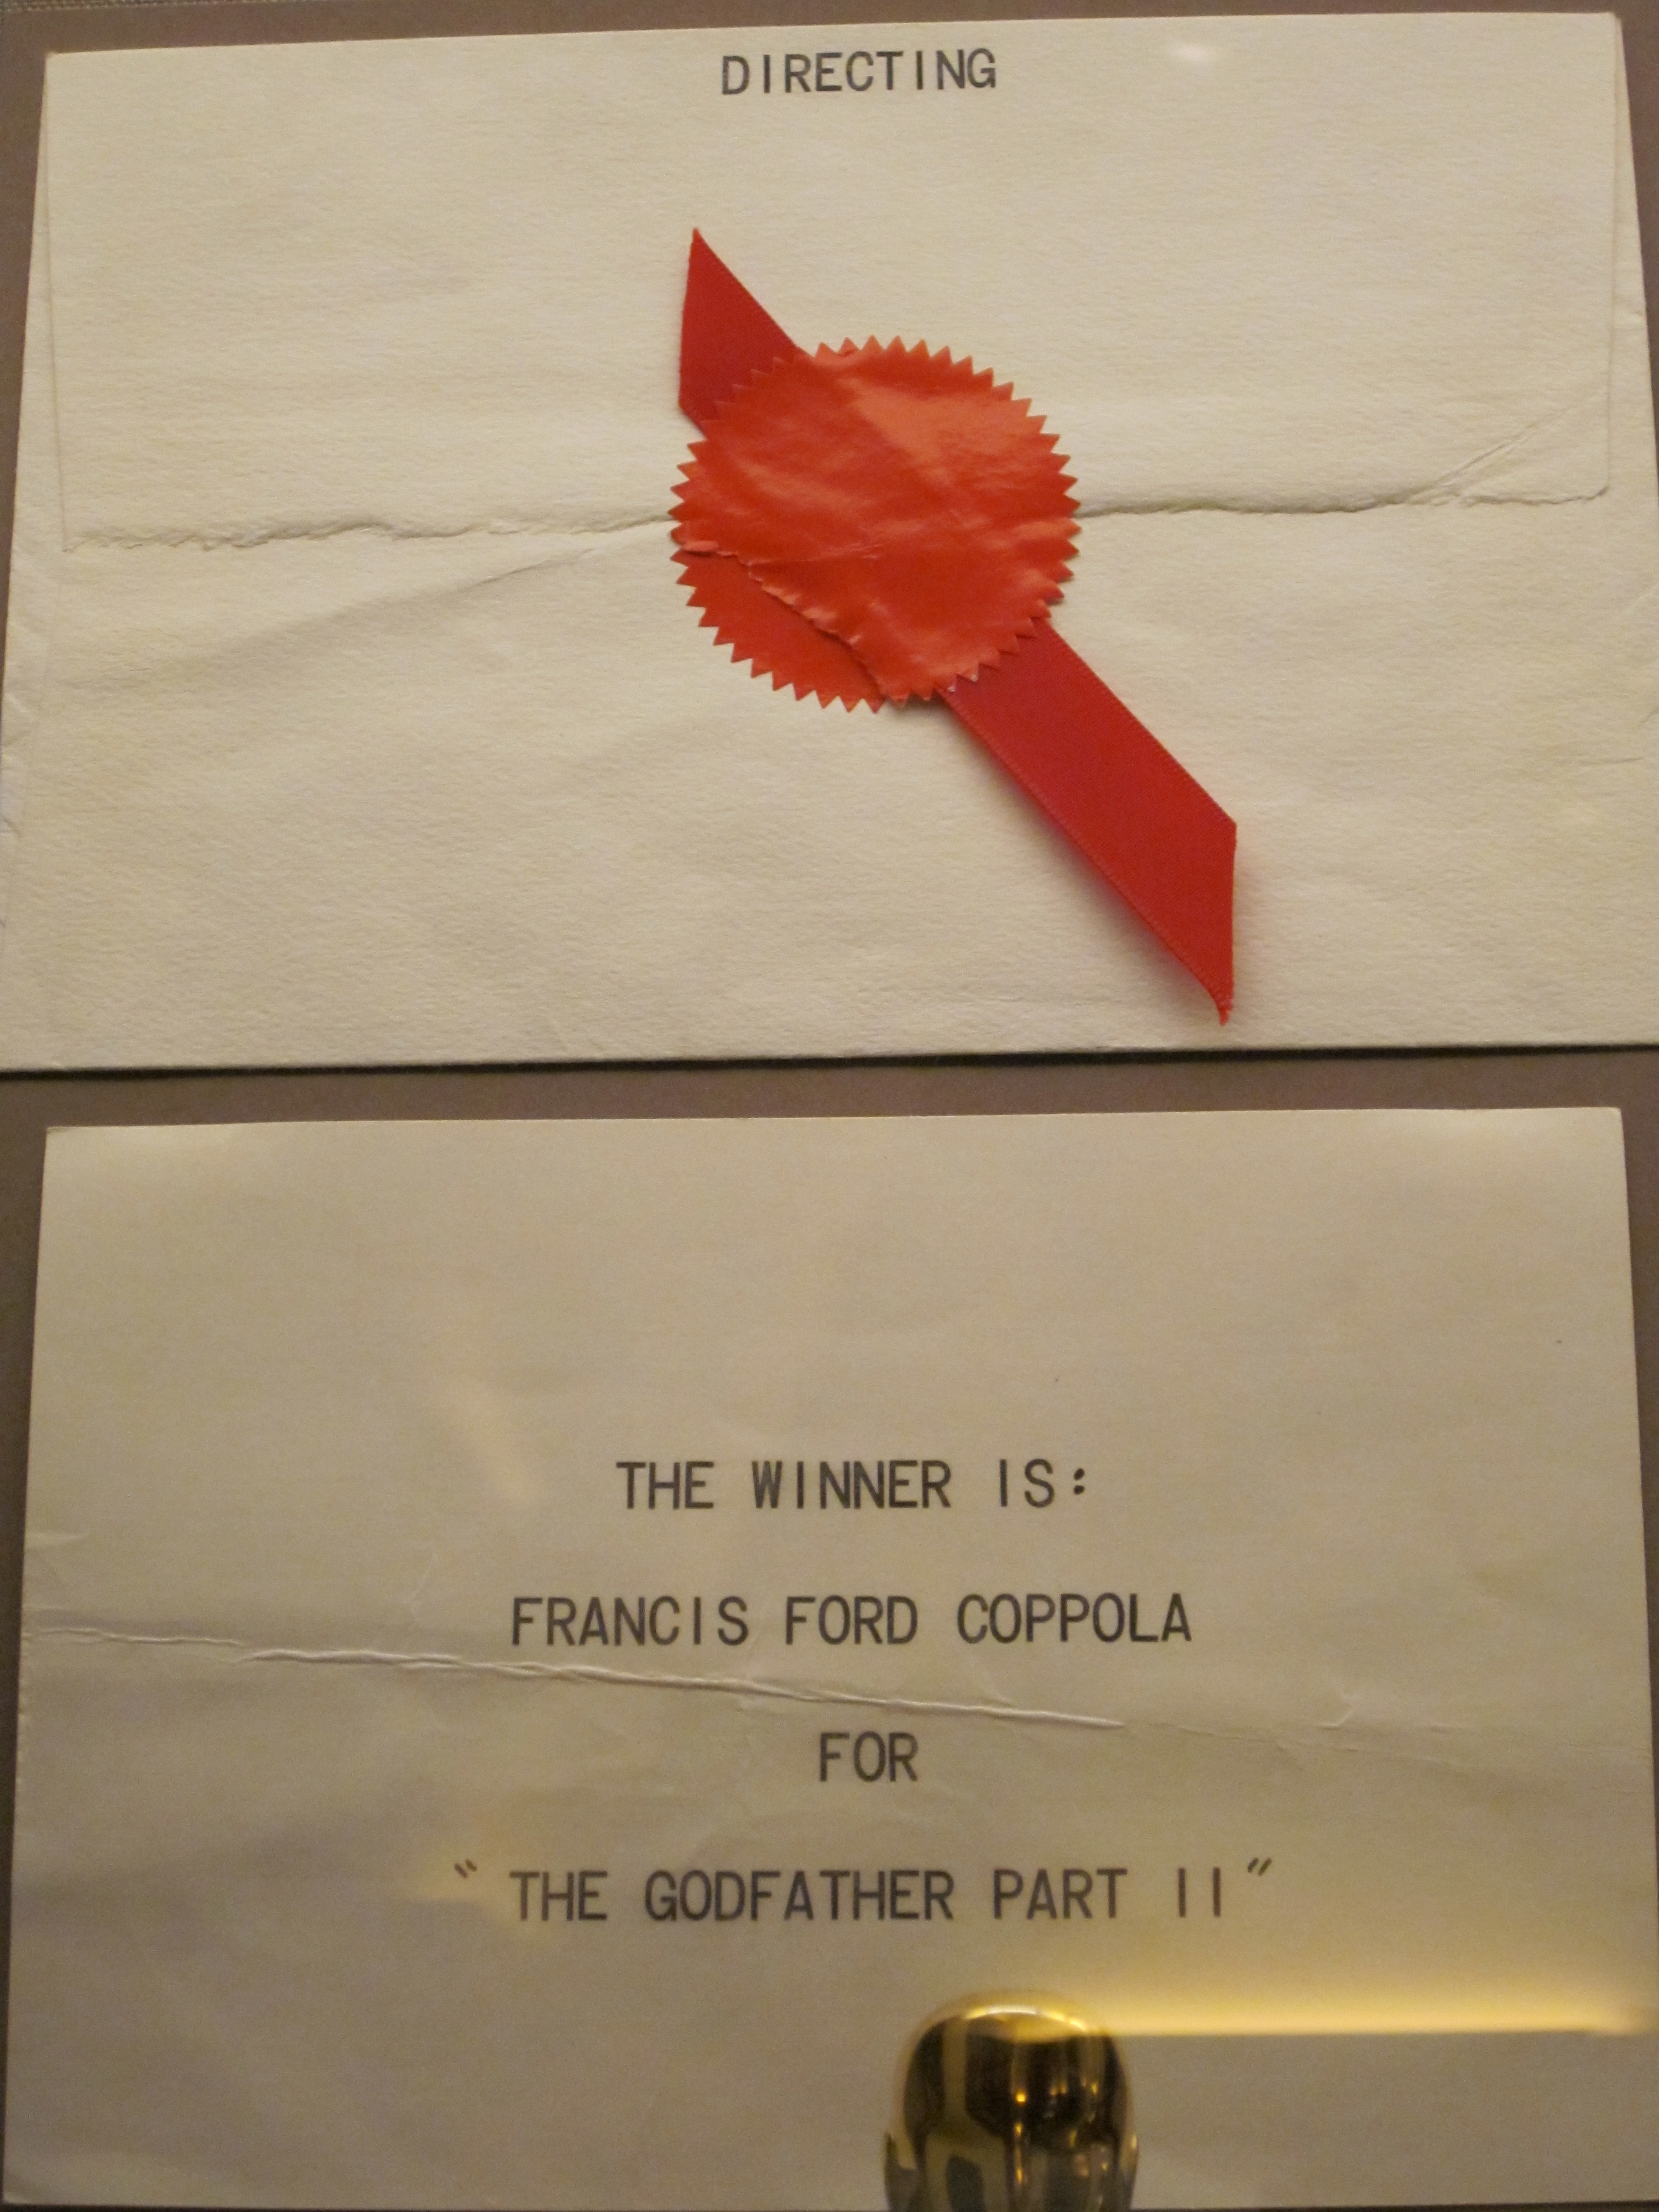 DIRECTING
THE WINNER IS:
FRANCIS FORD COPPOLA
FOR
“ THE GODFATHER PART II ”